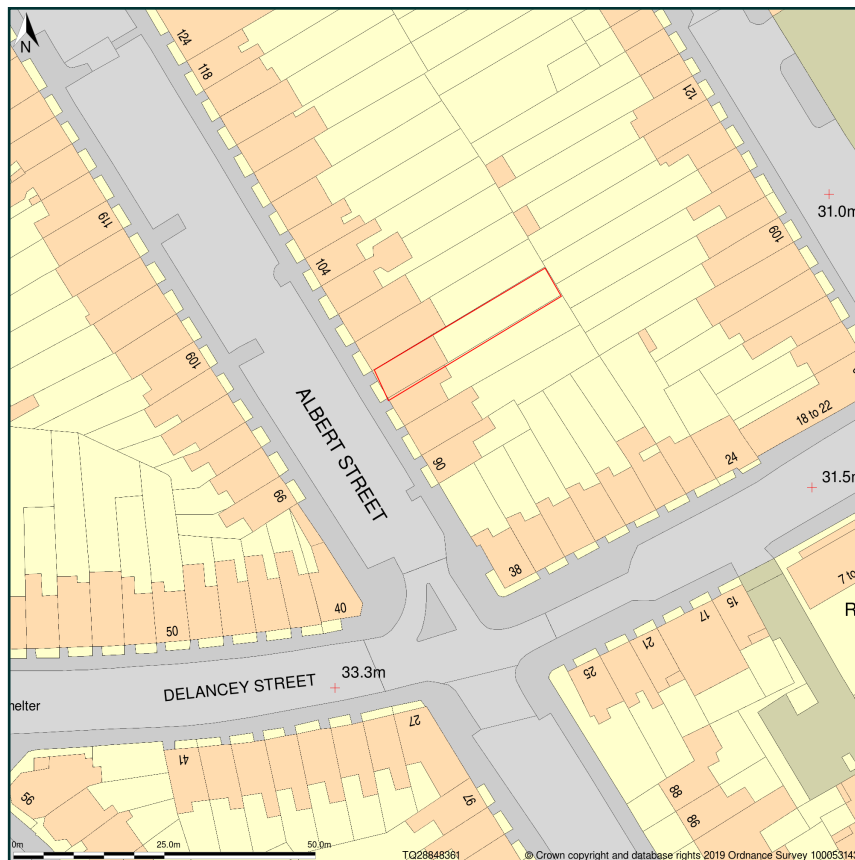 N
124
118
121
119
31.0m
109
104
109
ALBERT STREET
90
18 to 22
24
31.5m
99
38
40
50
7 to
15
17
21
25
R
33.3m
DELANCEY STREET
helter
27
41
56
97
88
86
0m 25.0m 50.0m
TQ28848361
© Crown copyright and database rights 2019 Ordnance Survey 10005314